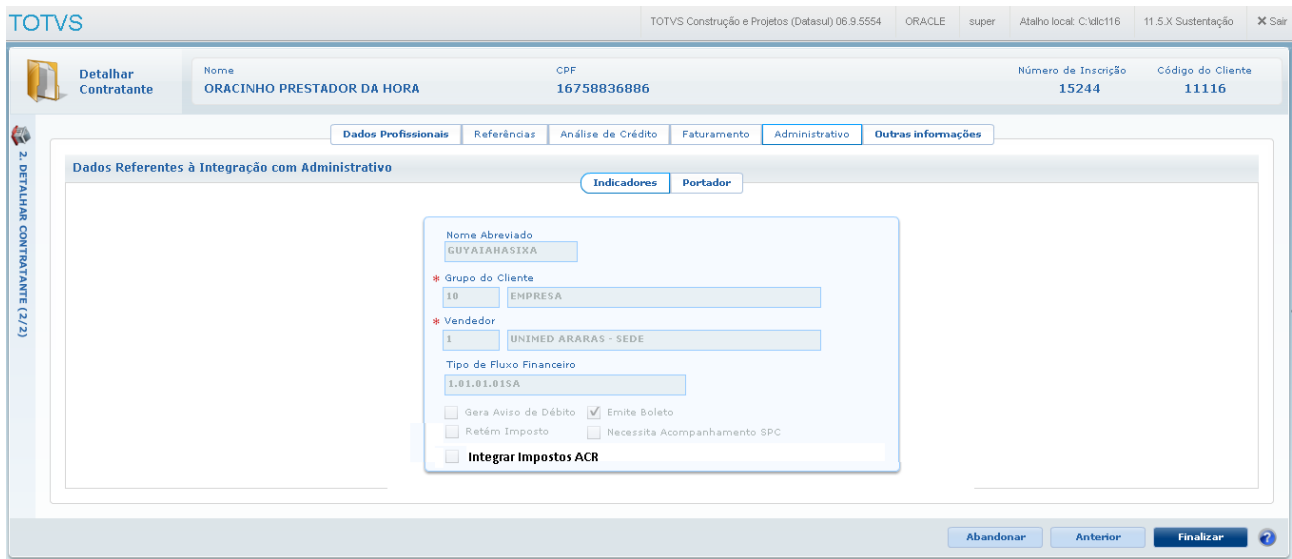 TOTVS
TOTVS Construção e Projetos (Datasul) 06.9.5554 ORACLE super Atalho local: C:\dlc116 11.5.X Sustentação X Sair
Detalhar Contratante
Nome CPF Número de Inscrição Código do Cliente
ORACINHO PRESTADOR DA HORA 16758836886 15244 11116
2. DETALHAR CONTRATANTE (2/2)
Dados Profissionais Referências Análise de Crédito Faturamento Administrativo Outras informações
Dados Referentes à Integração com Administrativo
Indicadores Portador
Nome Abreviado
GUYAIAHASIXA
* Grupo do Cliente
10 EMPRESA
* Vendedor
1 UNIMED ARARAS - SEDE
Tipo de Fluxo Financeiro
1.01.01.01SA
Gera Aviso de Débito Emite Boleto
Retém Imposto Necessita Acompanhamento SPC
Integrar Impostos ACR
Abandonar Anterior Finalizar ?